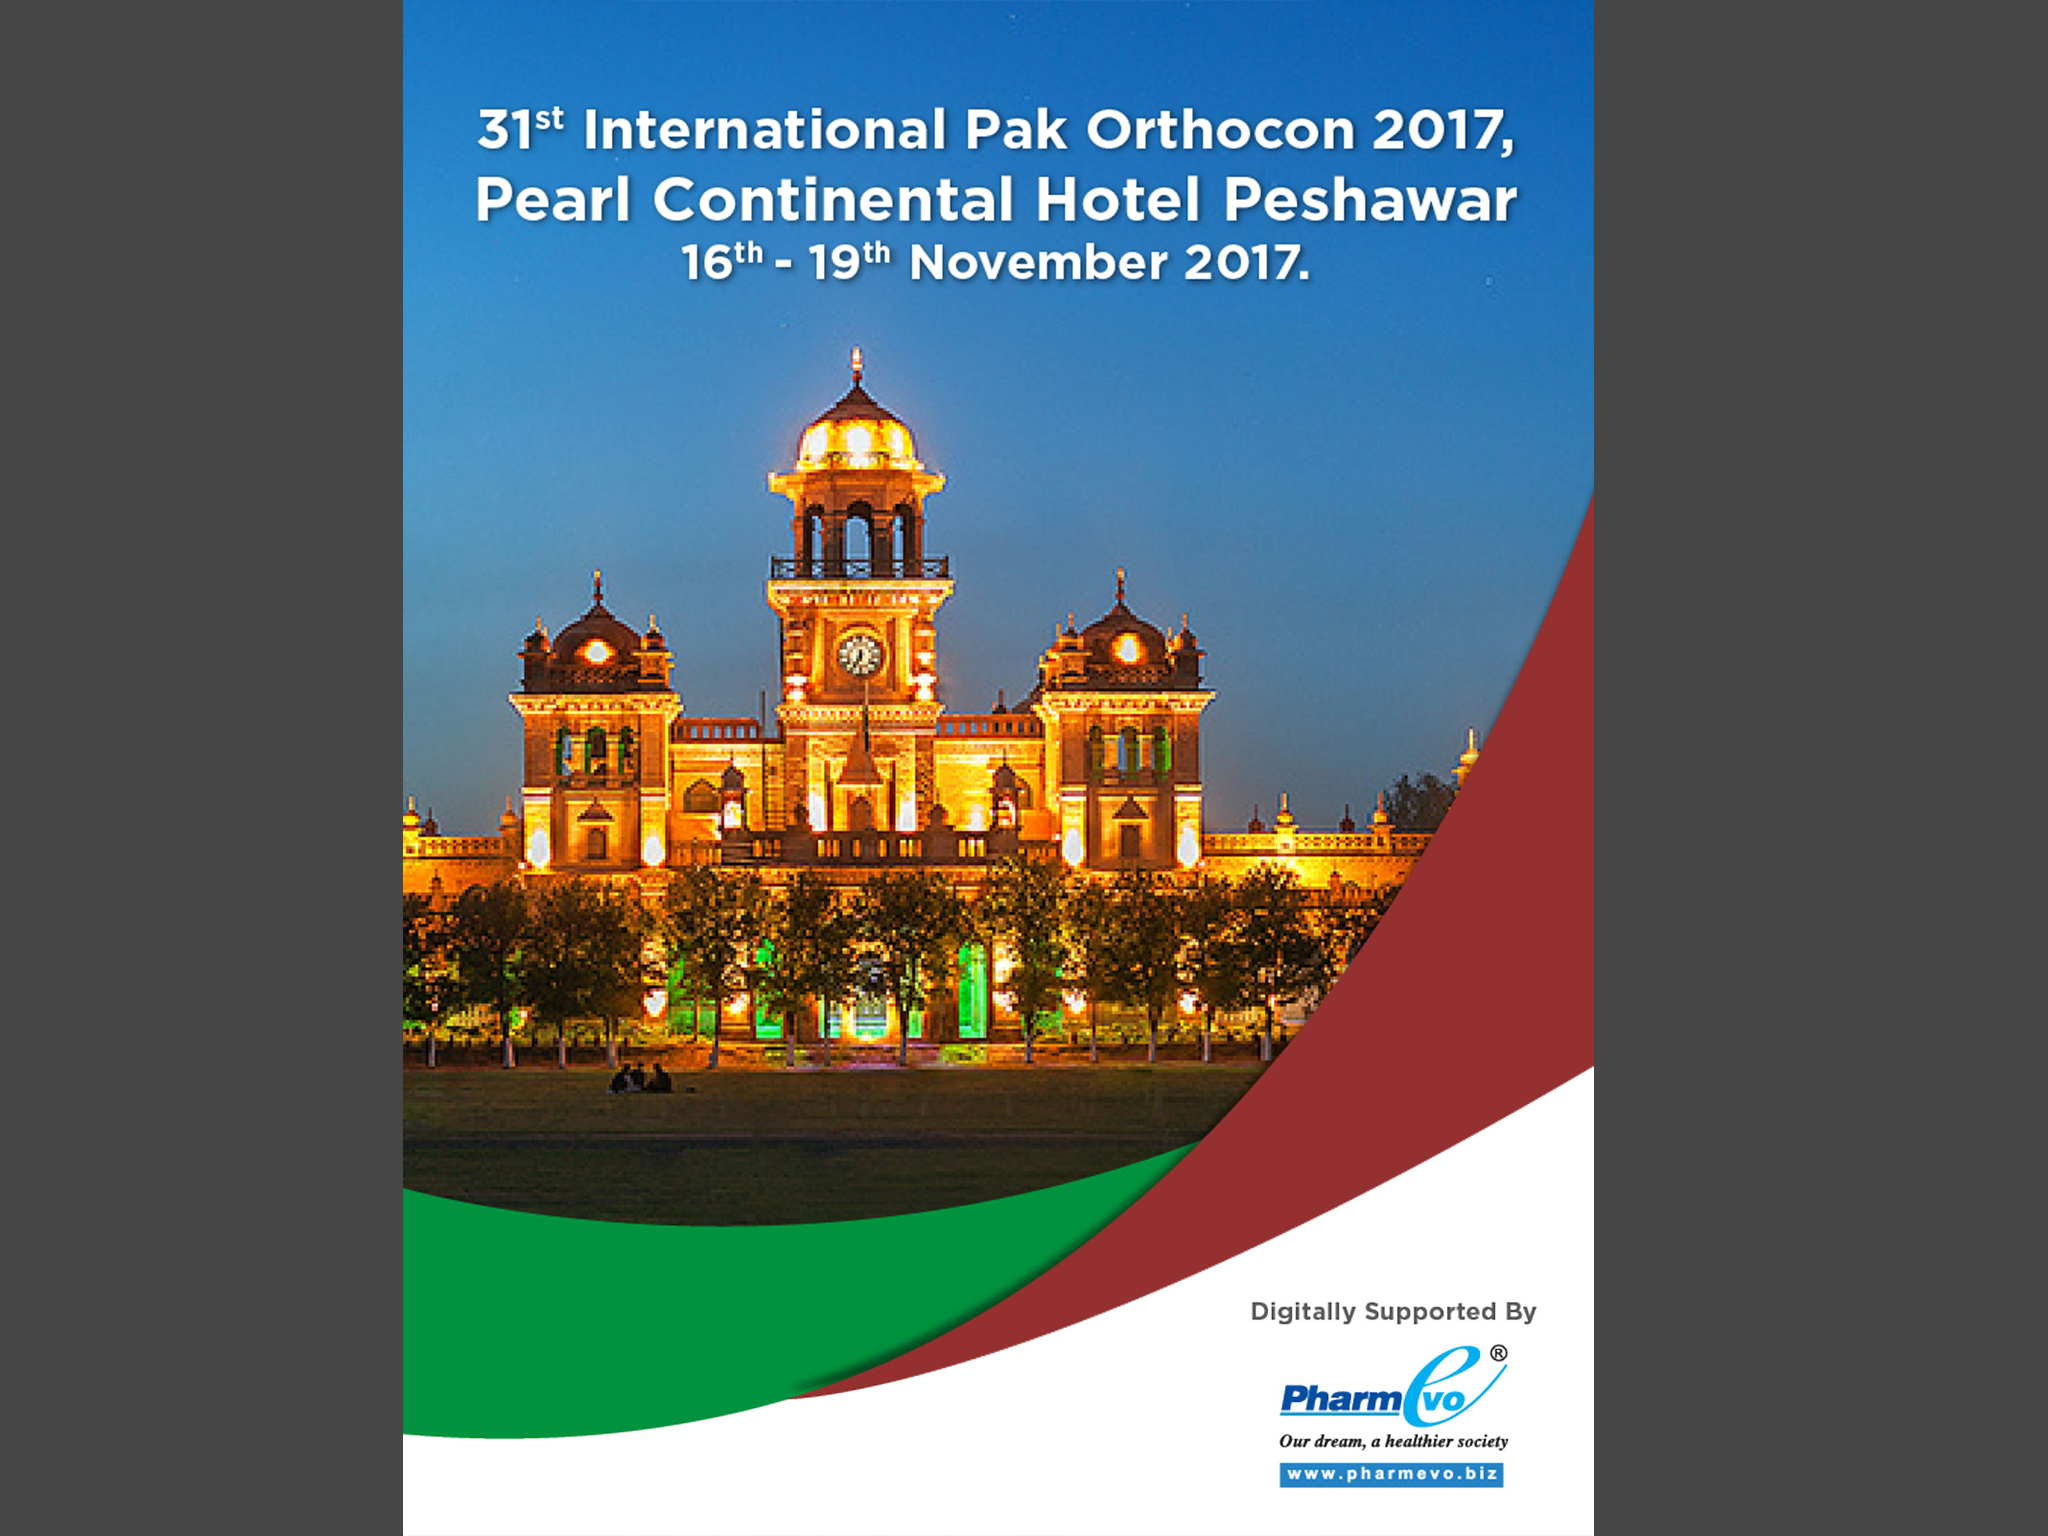 31st International Pak Orthocon 2017,
Pearl Continental Hotel Peshawar
16th - 19th November 2017.
Digitally Supported By
PharmEvo ®
Our dream, a healthier society
www.pharmevo.biz